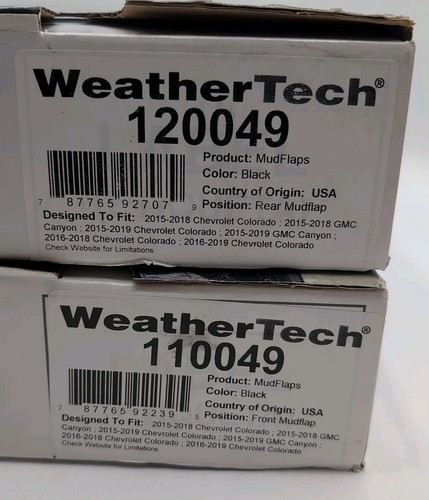 WeatherTech®
120049
Product: MudFlaps
Color: Black
Country of Origin: USA
7 87765 92707 9
Position: Rear Mudflap
Designed To Fit: 2015-2018 Chevrolet Colorado ; 2015-2018 GMC
Canyon ; 2015-2019 Chevrolet Colorado ; 2015-2019 GMC Canyon ;
2016-2018 Chevrolet Colorado ; 2016-2019 Chevrolet Colorado
Check Website for Limitations
WeatherTech®
110049
Product: MudFlaps
Color: Black
Country of Origin: USA
7 87765 92239 5
Position: Front Mudflap
Designed To Fit: 2015-2018 Chevrolet Colorado ; 2015-2018 GMC
Canyon ; 2015-2019 Chevrolet Colorado ; 2015-2019 GMC Canyon ;
2016-2018 Chevrolet Colorado ; 2016-2019 Chevrolet Colorado
Check Website for Limitations